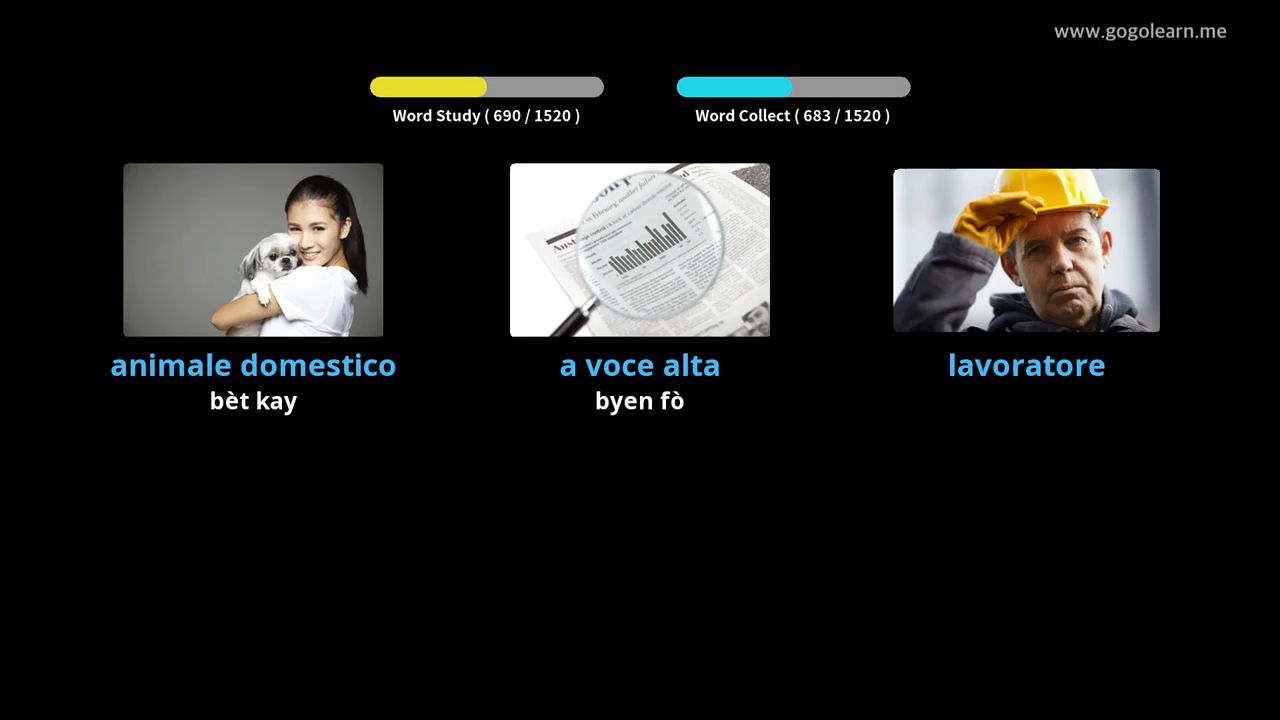 www.gogolearn.me
Word Study ( 690 / 1520 )
Word Collect ( 683 / 1520 )
animale domestico
bèt kay
a voce alta
byen fò
lavoratore